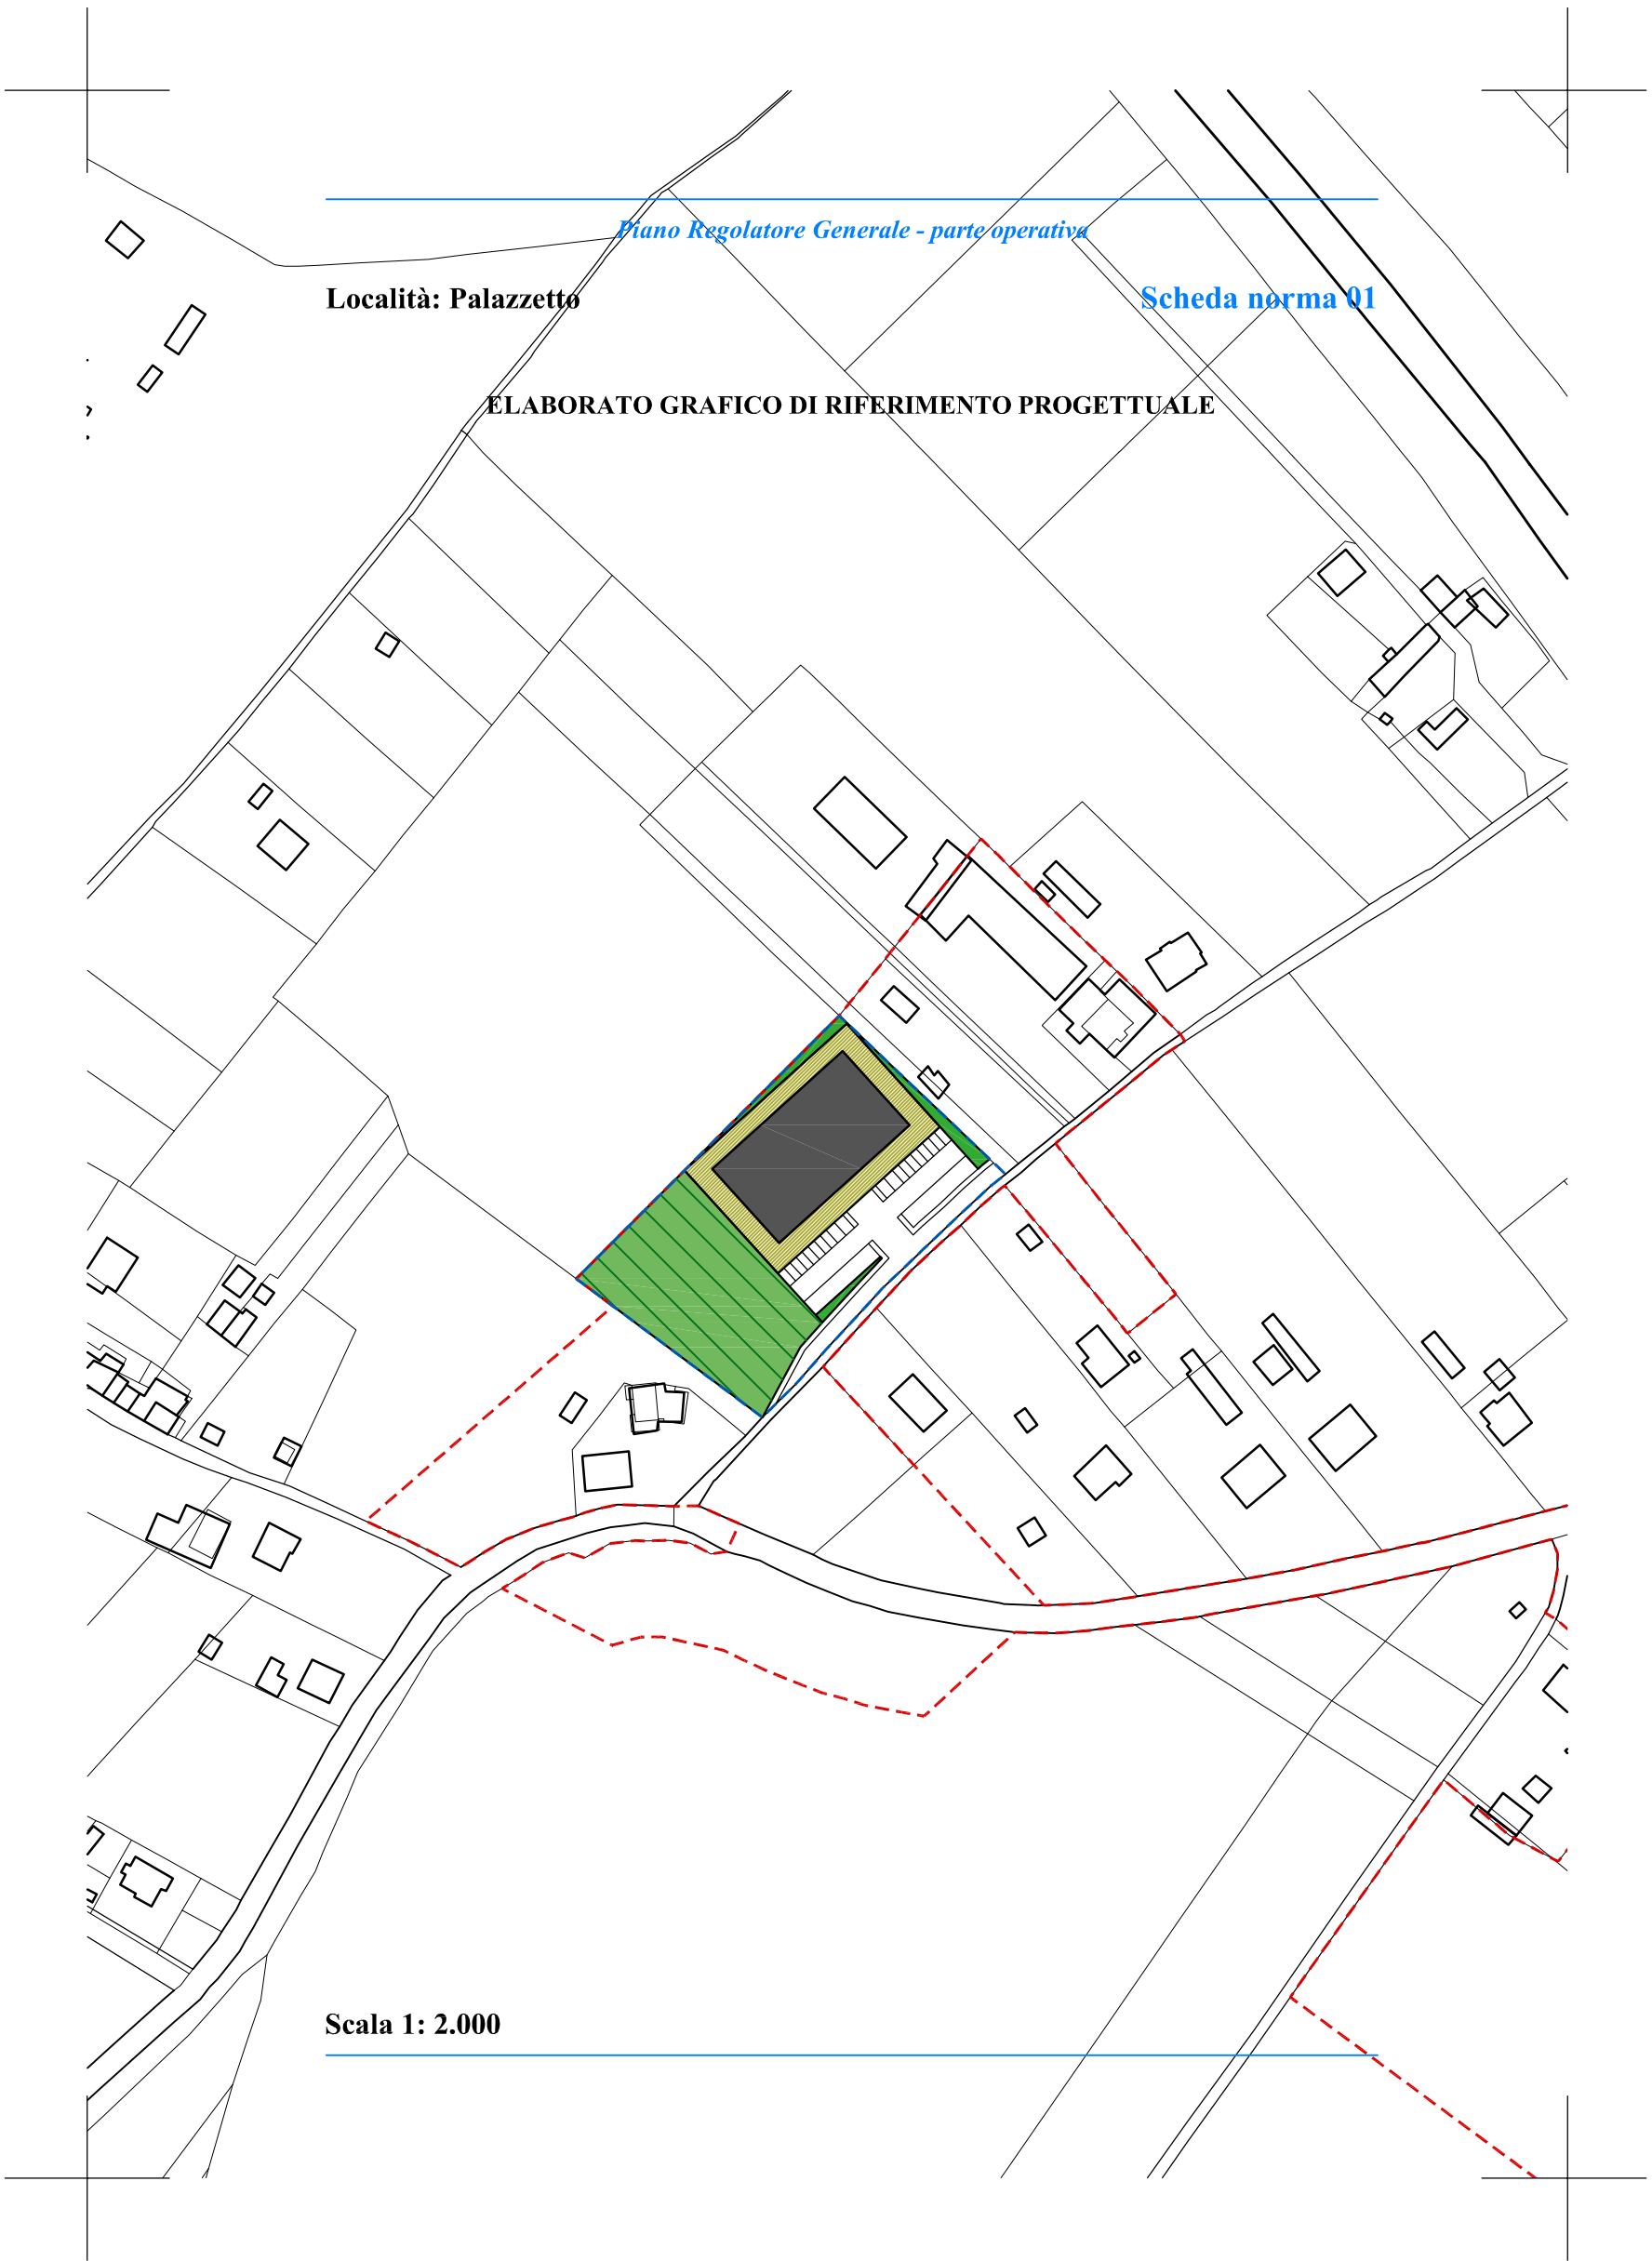 Piano Regolatore Generale - parte operativa
Località: Palazzetto
Scheda norma 01
ELABORATO GRAFICO DI RIFERIMENTO PROGETTUALE
Scala 1: 2.000